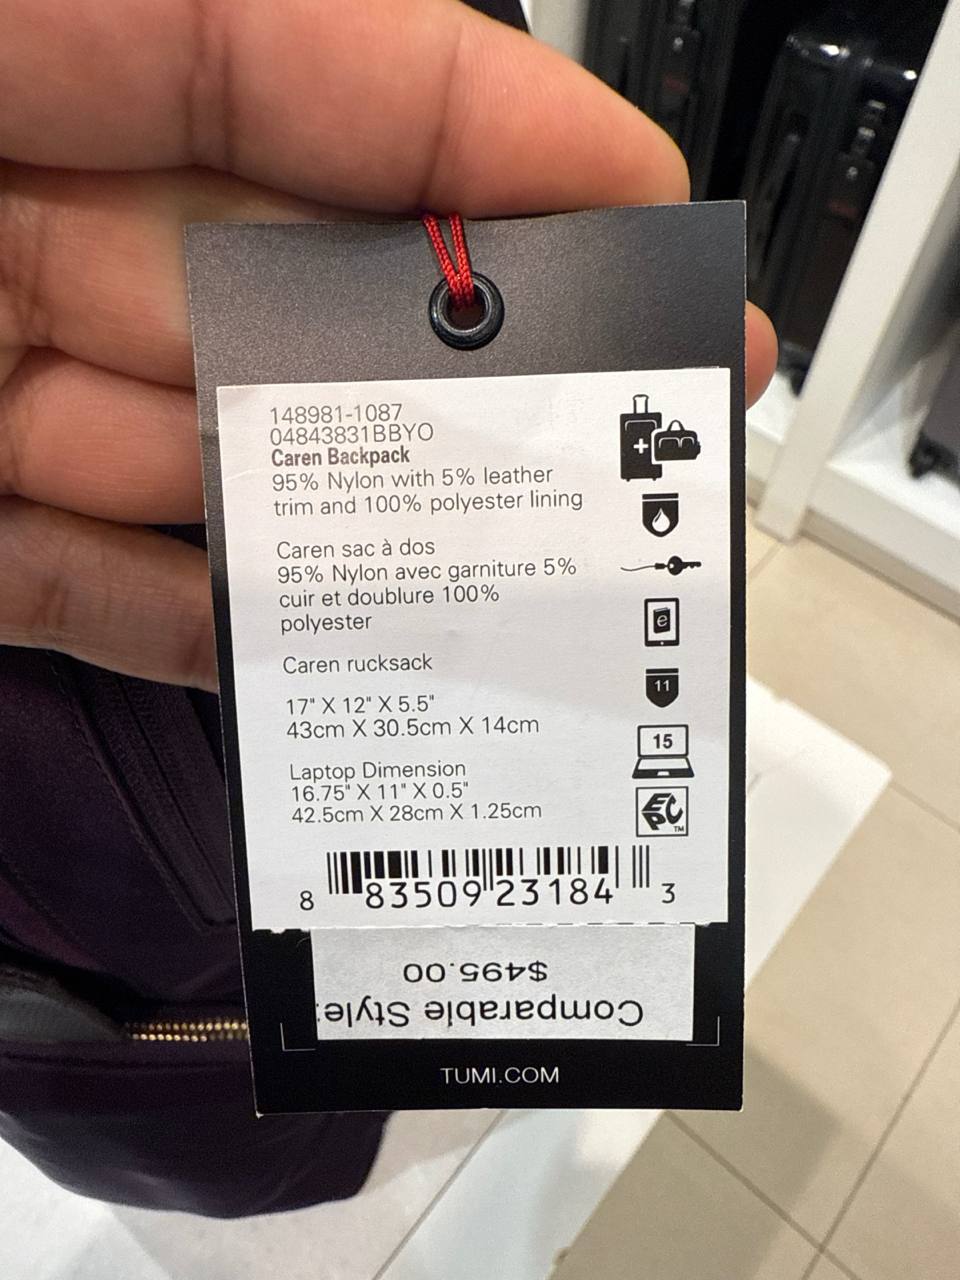 148981-1087
04843831BBYO
Caren Backpack
95% Nylon with 5% leather
trim and 100% polyester lining
Caren sac à dos
95% Nylon avec garniture 5%
cuir et doublure 100%
polyester
Caren rucksack
17" X 12" X 5.5"
43cm X 30.5cm X 14cm
Laptop Dimension
16.75" X 11" X 0.5"
42.5cm X 28cm X 1.25cm
e
11
15
EPC TM
8 83509 23184 3
Comparable Style:
$495.00
TUMI.COM